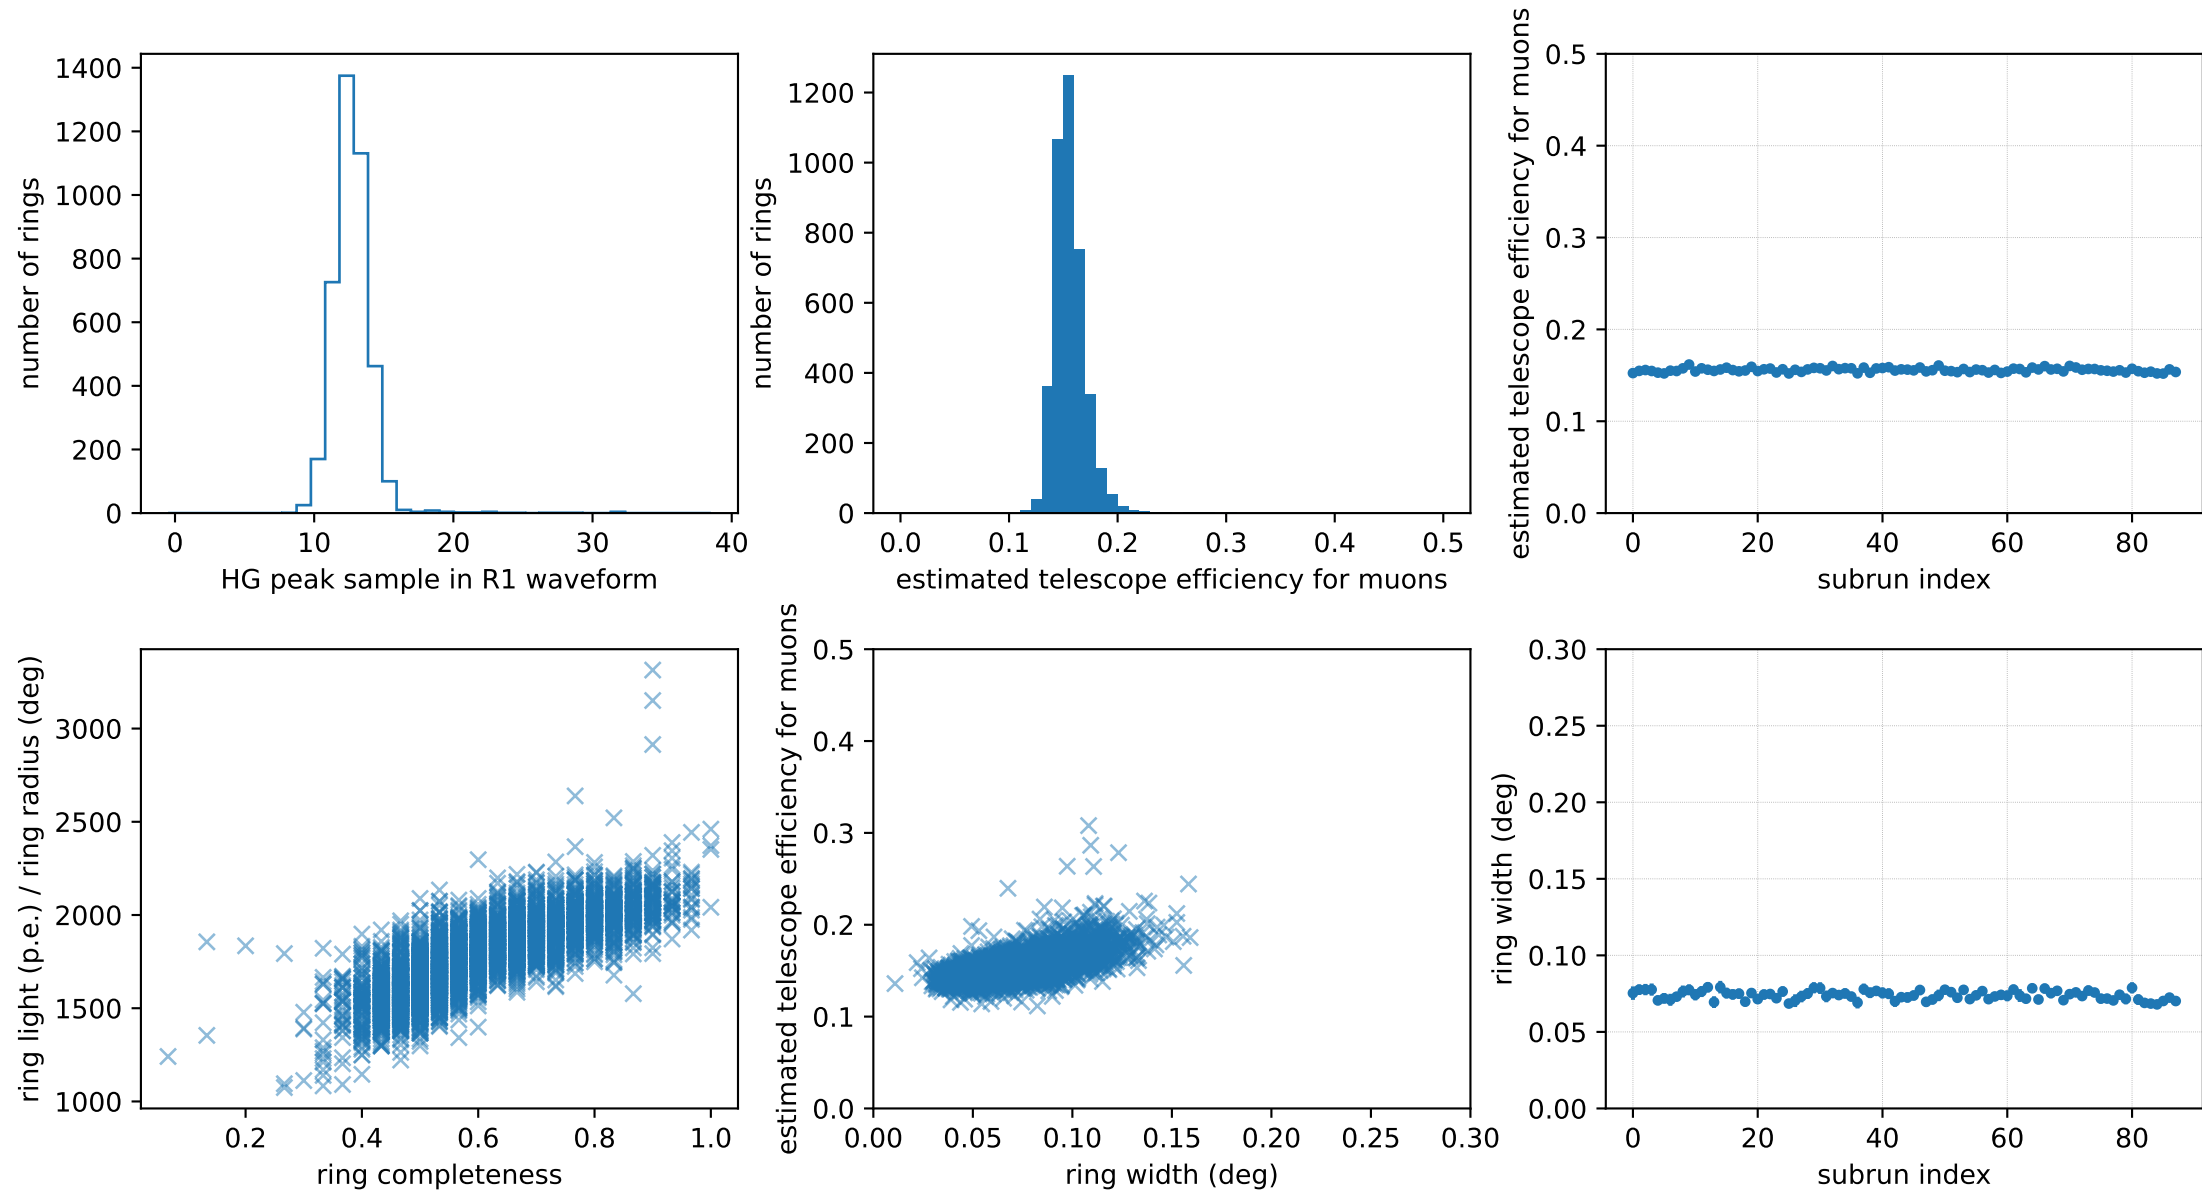 number of rings
1400
1200
1000
800
600
400
200
0
0 10 20 30 40
HG peak sample in R1 waveform
number of rings
1200
1000
800
600
400
200
0
0.0 0.1 0.2 0.3 0.4 0.5
estimated telescope efficiency for muons
estimated telescope efficiency for muons
0.5
0.4
0.3
0.2
0.1
0.0
0 20 40 60 80
subrun index
ring light (p.e.) / ring radius (deg)
3000
2500
2000
1500
1000
0.2 0.4 0.6 0.8 1.0
ring completeness
estimated telescope efficiency for muons
0.5
0.4
0.3
0.2
0.1
0.0
0.00 0.05 0.10 0.15 0.20 0.25 0.30
ring width (deg)
ring width (deg)
0.30
0.25
0.20
0.15
0.10
0.05
0.00
0 20 40 60 80
subrun index